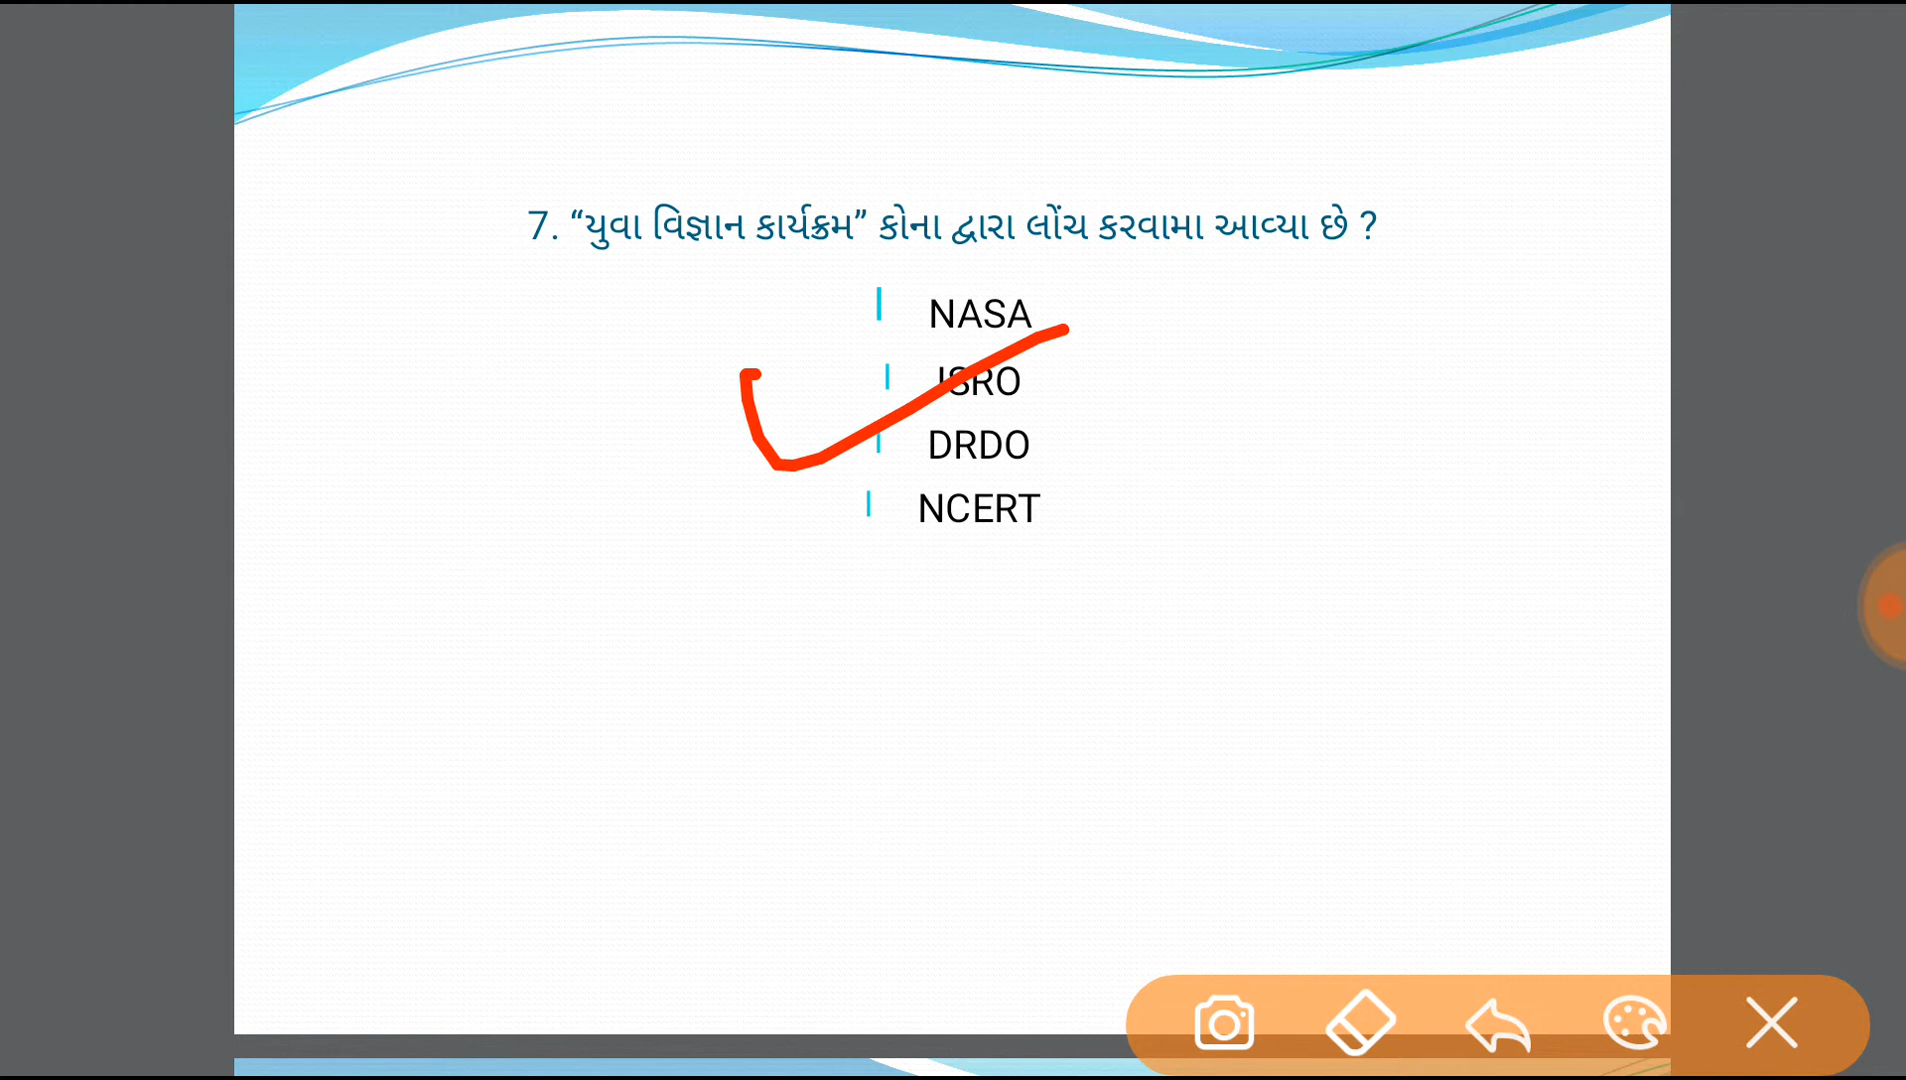 7. “યુવા વિજ્ઞાન કાર્યક્રમ” કોના દ્વારા લોંચ કરવામા આવ્યા છે ?
NASA
ISRO
DRDO
NCERT